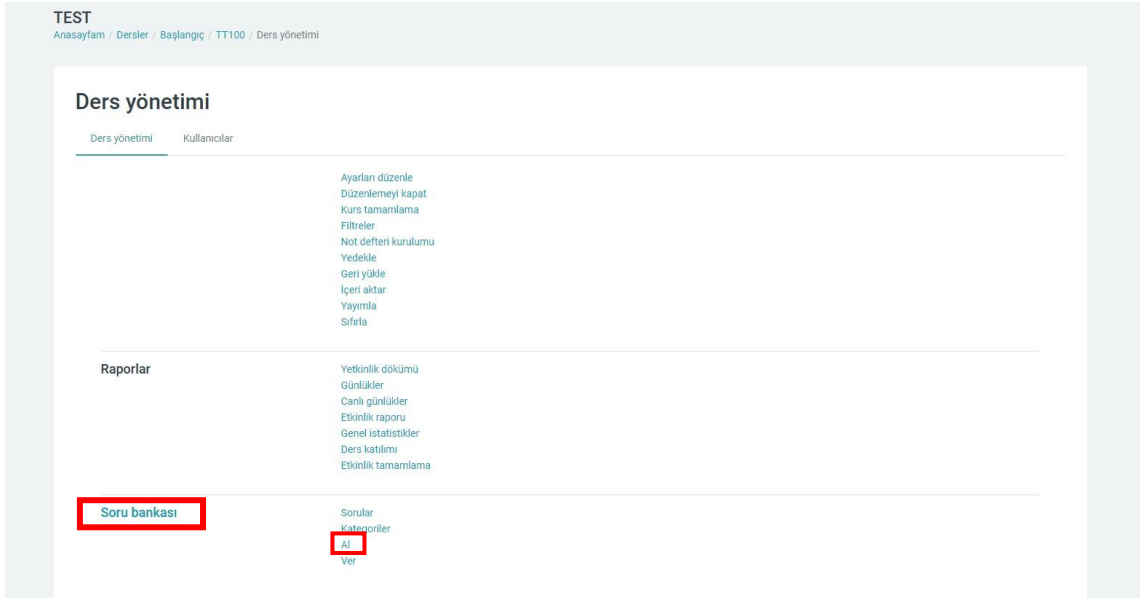 TEST
Anasayfam / Dersler / Başlangıç / TT100 / Ders yönetimi
Ders yönetimi
Ders yönetimi Kullanıcılar
Ayarları düzenle
Düzenlemeyi kapat
Kurs tamamlama
Filtreler
Not defteri kurulumu
Yedekle
Geri yükle
İçeri aktar
Yayımla
Sıfırla
Raporlar Yetkinlik dökümü
Günlükler
Canlı günlükler
Etkinlik raporu
Genel istatistikler
Ders katılımı
Etkinlik tamamlama
Soru bankası Sorular
Kategoriler
Al
Ver